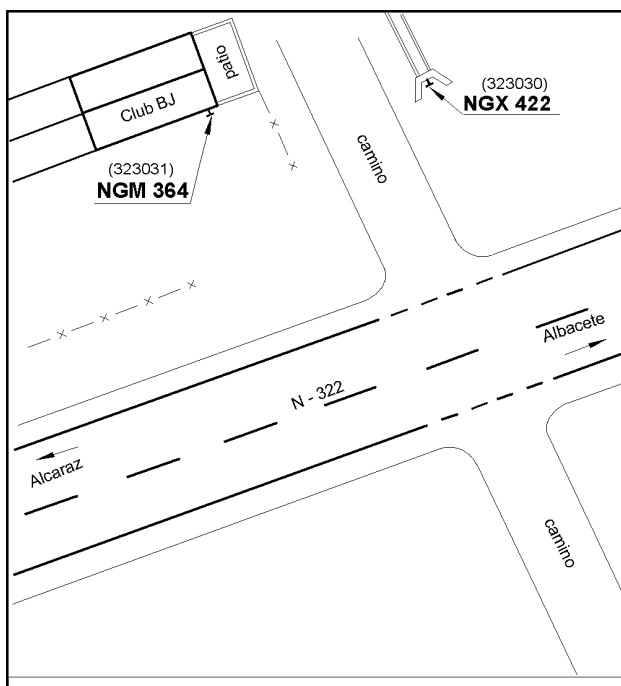 patio
Club BJ
(323030)
NGX 422
camino
(323031)
NGM 364
Albacete
N - 322
Alcaraz
camino